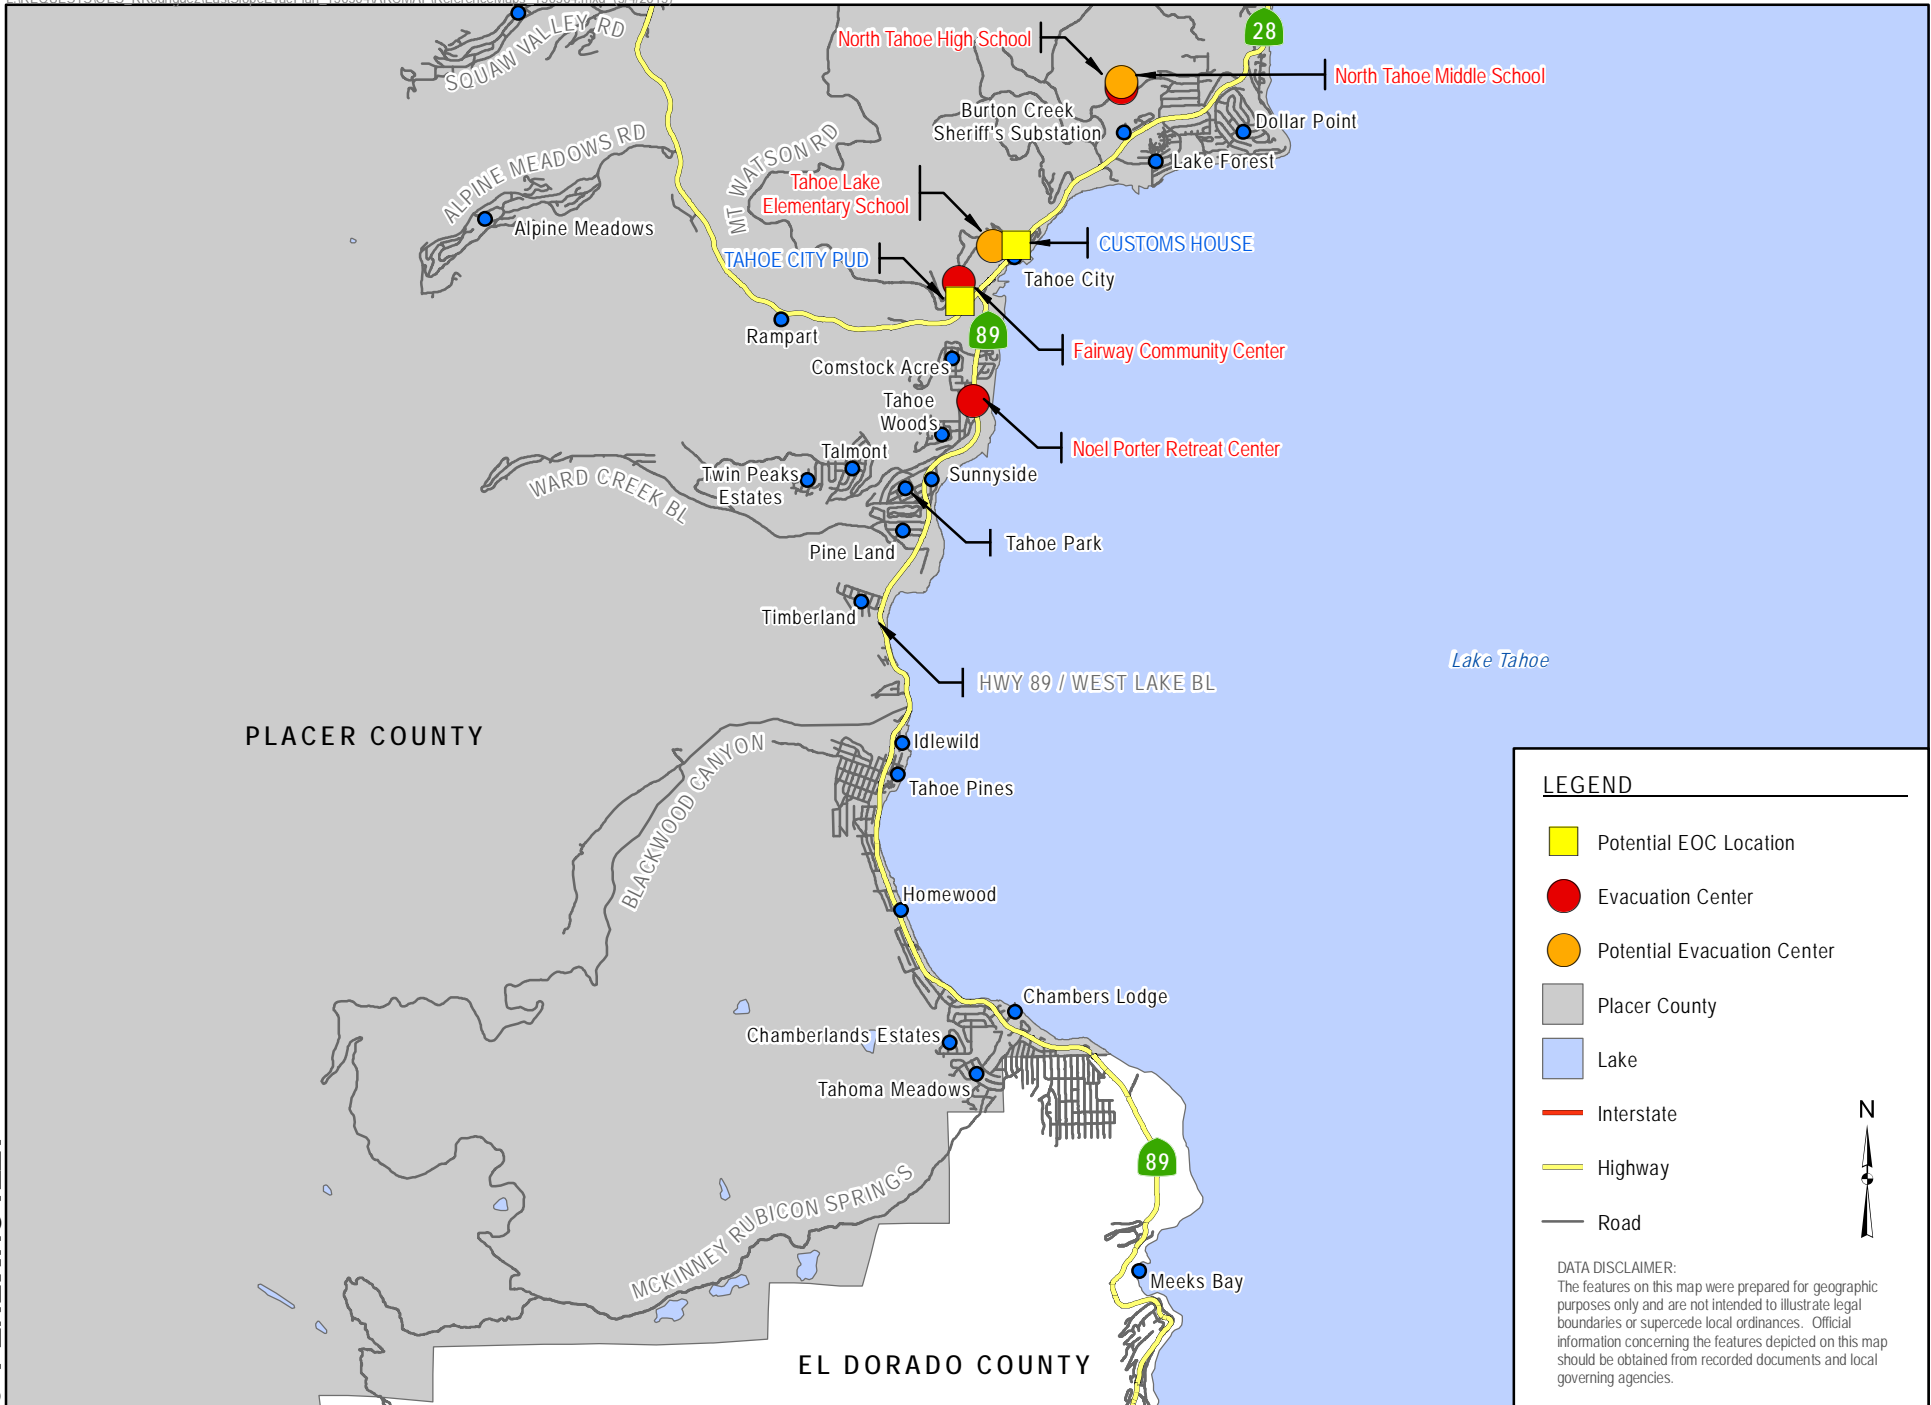 28
SQUAW VALLEY RD
North Tahoe High School
North Tahoe Middle School
Burton Creek
Sheriff's Substation
Dollar Point
Lake Forest
ALPINE MEADOWS RD
MT WATSON RD
Tahoe Lake
Elementary School
Alpine Meadows
TAHOE CITY PUD
CUSTOMS HOUSE
Tahoe City
Rampart
89
Fairway Community Center
Comstock Acres
Tahoe
Woods
Noel Porter Retreat Center
Talmont
Twin Peaks
Estates
Sunnyside
WARD CREEK BL
Tahoe Park
Pine Land
Timberland
Lake Tahoe
HWY 89 / WEST LAKE BL
PLACER COUNTY
Idlewild
BLACKWOOD CANYON
Tahoe Pines
Homewood
Chambers Lodge
Chamberlands Estates
Tahoma Meadows
89
MCKINNEY RUBICON SPRINGS
Meeks Bay
EL DORADO COUNTY
LEGEND
Potential EOC Location
Evacuation Center
Potential Evacuation Center
Placer County
Lake
Interstate
Highway
Road
N
DATA DISCLAIMER:
The features on this map were prepared for geographic
purposes only and are not intended to illustrate legal
boundaries or supercede local ordinances. Official
information concerning the features depicted on this map
should be obtained from recorded documents and local
governing agencies.